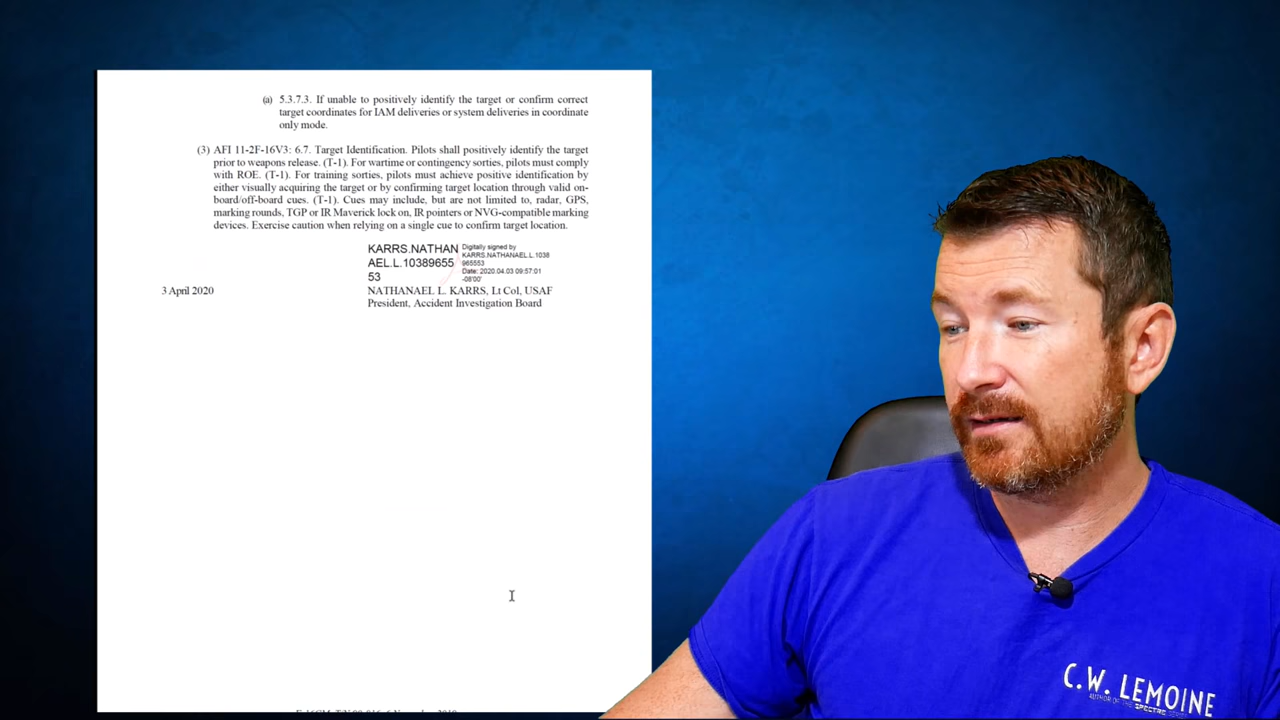 (a) 5.3.7.3. If unable to positively identify the target or confirm correct
target coordinates for IAM deliveries or system deliveries in coordinate
only mode.
(3) AFI 11-2F-16V3: 6.7. Target Identification. Pilots shall positively identify the target
prior to weapons release. (T-1). For wartime or contingency sorties, pilots must comply
with ROE. (T-1). For training sorties, pilots must achieve positive identification by
either visually acquiring the target or by confirming target location through valid on-
board/off-board cues. (T-1). Cues may include, but are not limited to, radar, GPS,
marking rounds, TGP or IR Maverick lock on, IR pointers or NVG-compatible marking
devices. Exercise caution when relying on a single cue to confirm target location.
KARRS.NATHAN
AEL.L.10389655
53
Digitally signed by
KARRS.NATHANAEL.L.1038
965553
Date: 2020.04.03 09:57:01
-08'00'
3 April 2020
NATHANAEL L. KARRS, Lt Col, USAF
President, Accident Investigation Board
C.W. LEMOINE
AUTHOR OF THE SPECTRE